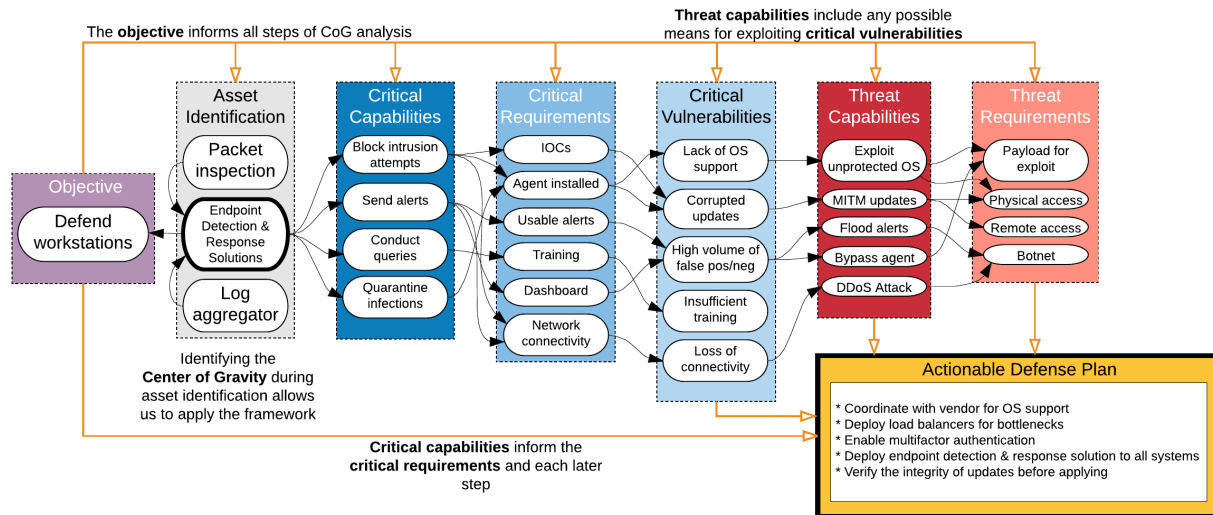 The objective informs all steps of CoG analysis
Threat capabilities include any possible
means for exploiting critical vulnerabilities
Objective
Defend
workstations
Asset
Identification
Packet
inspection
Endpoint
Detection &
Response
Solutions
Log
aggregator
Identifying the
Center of Gravity during
asset identification allows
us to apply the framework
Critical
Capabilities
Block intrusion
attempts
Send alerts
Conduct
queries
Quarantine
infections
Critical
Requirements
IOCs
Agent installed
Usable alerts
Training
Dashboard
Network
connectivity
Critical
Vulnerabilities
Lack of OS
support
Corrupted
updates
High volume of
false pos/neg
Insufficient
training
Loss of
connectivity
Threat
Capabilities
Exploit
unprotected OS
MITM updates
Flood alerts
Bypass agent
DDoS Attack
Threat
Requirements
Payload for
exploit
Physical access
Remote access
Botnet
Critical capabilities inform the
critical requirements and each later
step
Actionable Defense Plan
* Coordinate with vendor for OS support
* Deploy load balancers for bottlenecks
* Enable multifactor authentication
* Deploy endpoint detection & response solution to all systems
* Verify the integrity of updates before applying